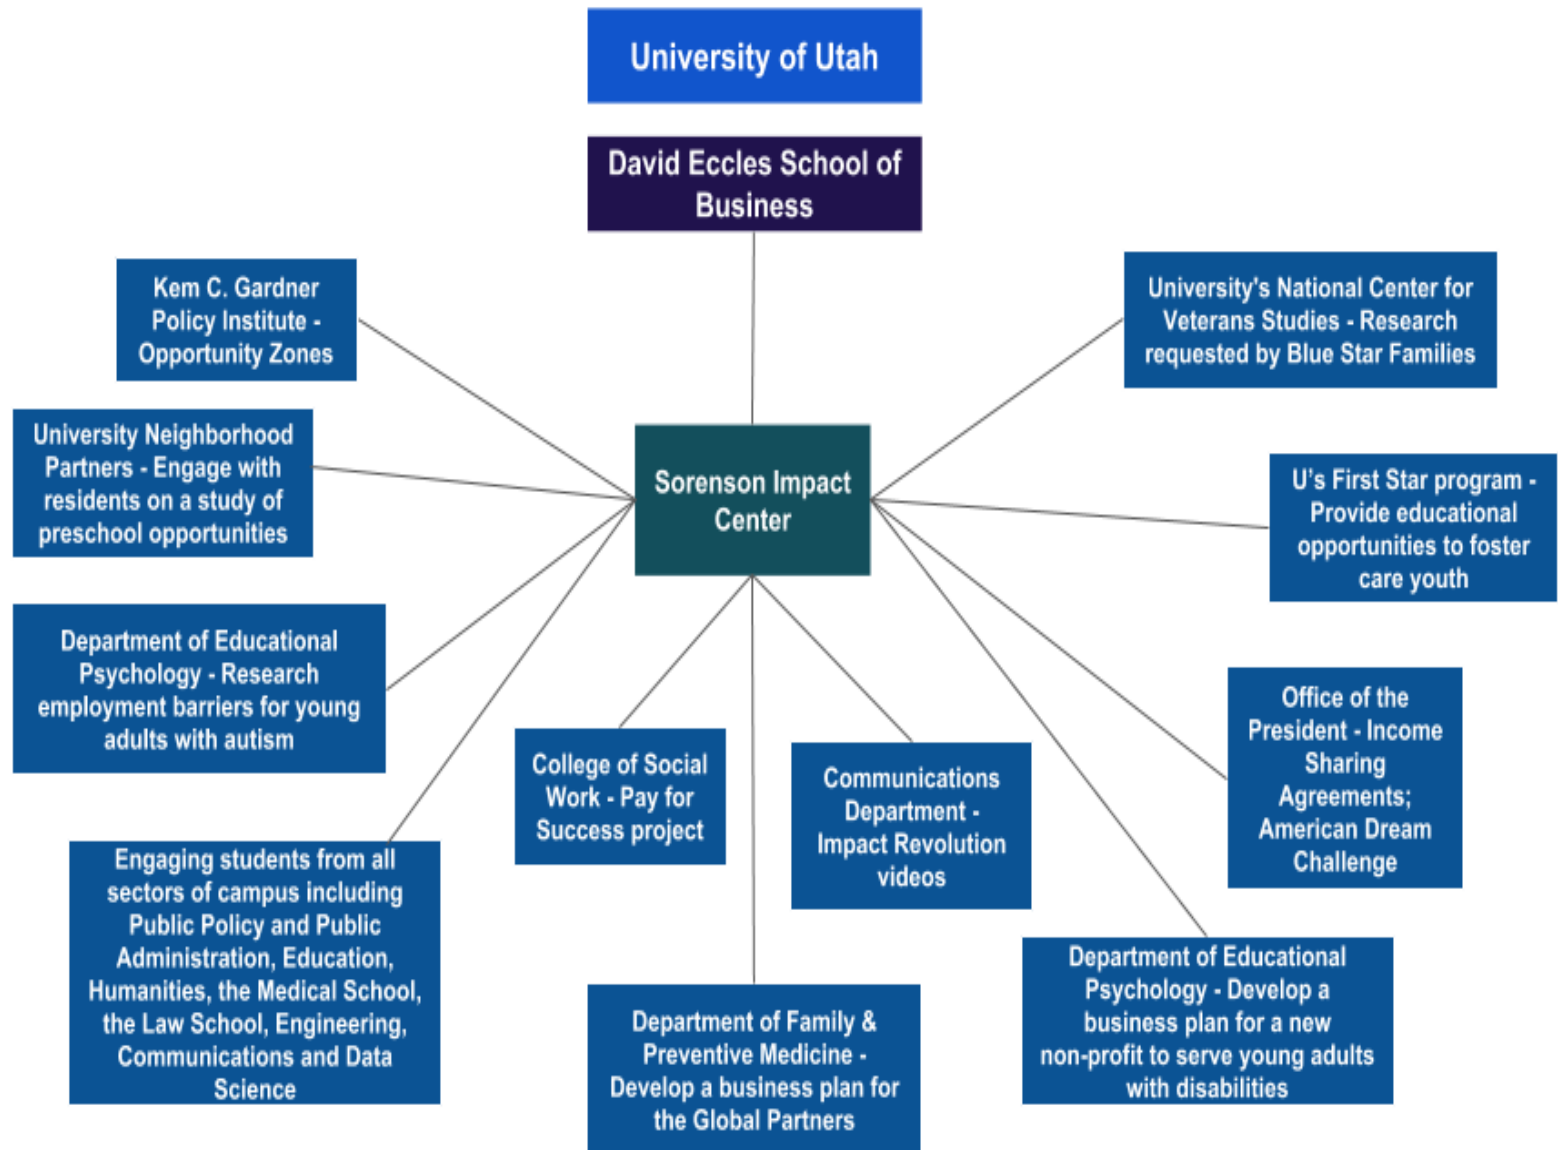 University of Utah
David Eccles School of
Business
Kem C. Gardner
Policy Institute -
Opportunity Zones
University's National Center for
Veterans Studies - Research
requested by Blue Star Families
University Neighborhood
Partners - Engage with
residents on a study of
preschool opportunities
Sorenson Impact
Center
U’s First Star program -
Provide educational
opportunities to foster
care youth
Department of Educational
Psychology - Research
employment barriers for young
adults with autism
College of Social
Work - Pay for
Success project
Communications
Department -
Impact Revolution
videos
Office of the
President - Income
Sharing
Agreements;
American Dream
Challenge
Engaging students from all
sectors of campus including
Public Policy and Public
Administration, Education,
Humanities, the Medical School,
the Law School, Engineering,
Communications and Data
Science
Department of Family &
Preventive Medicine -
Develop a business plan for
the Global Partners
Department of Educational
Psychology - Develop a
business plan for a new
non-profit to serve young adults
with disabilities